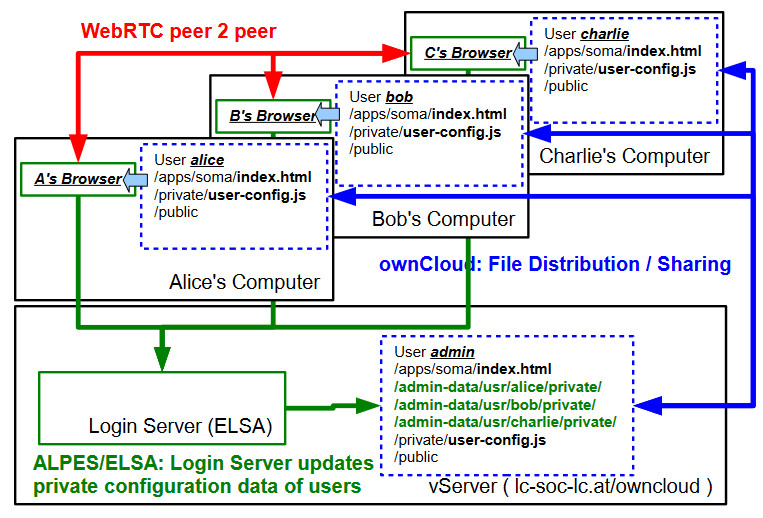 WebRTC peer 2 peer
C's Browser
User charlie
/apps/soma/index.html
/private/user-config.js
/public
Charlie's Computer
B's Browser
User bob
/apps/soma/index.html
/private/user-config.js
/public
Bob's Computer
A's Browser
User alice
/apps/soma/index.html
/private/user-config.js
/public
Alice's Computer
ownCloud: File Distribution / Sharing
Login Server (ELSA)
User admin
/apps/soma/index.html
/admin-data/usr/alice/private/
/admin-data/usr/bob/private/
/admin-data/usr/charlie/private/
/private/user-config.js
/public
ALPES/ELSA: Login Server updates
private configuration data of users
vServer ( lc-soc-lc.at/owncloud )